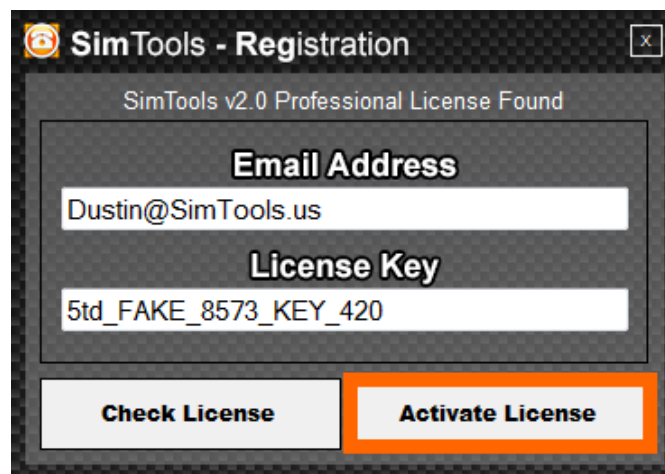 SimTools - Registration
x
SimTools v2.0 Professional License Found
Email Address
Dustin@SimTools.us
License Key
5td_FAKE_8573_KEY_420
Check License
Activate License